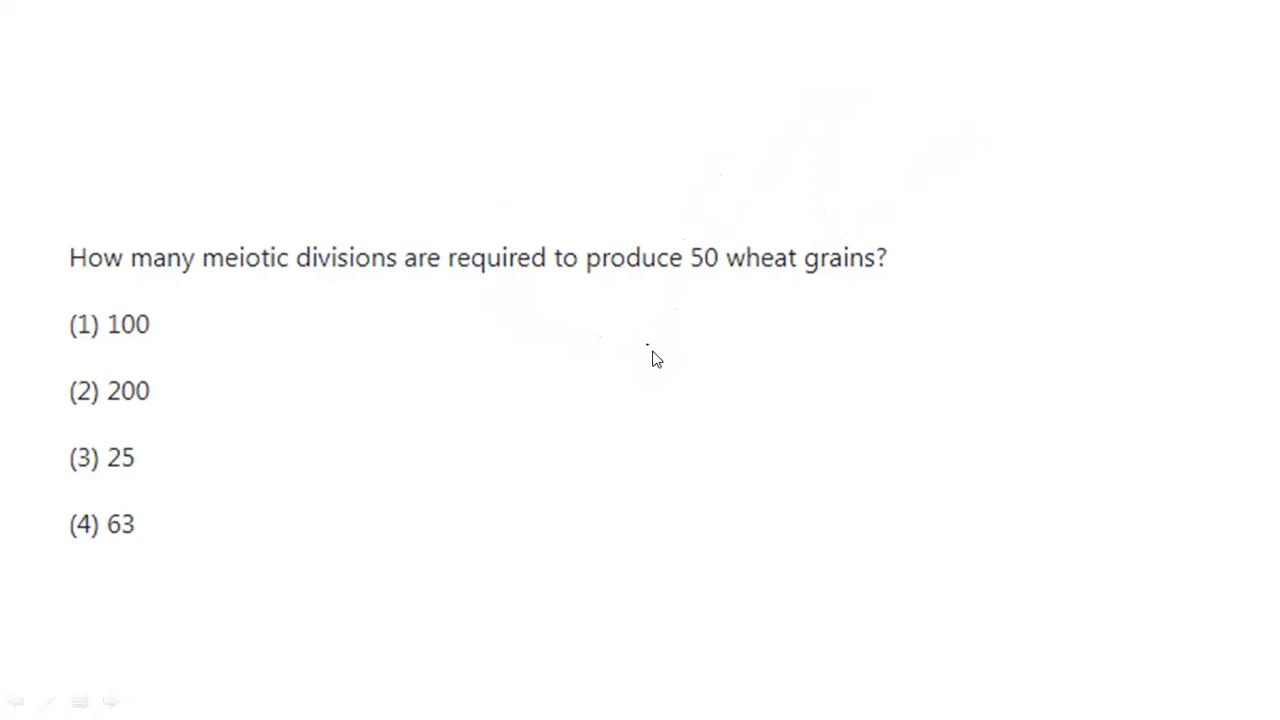 How many meiotic divisions are required to produce 50 wheat grains?
(1) 100
(2) 200
(3) 25
(4) 63